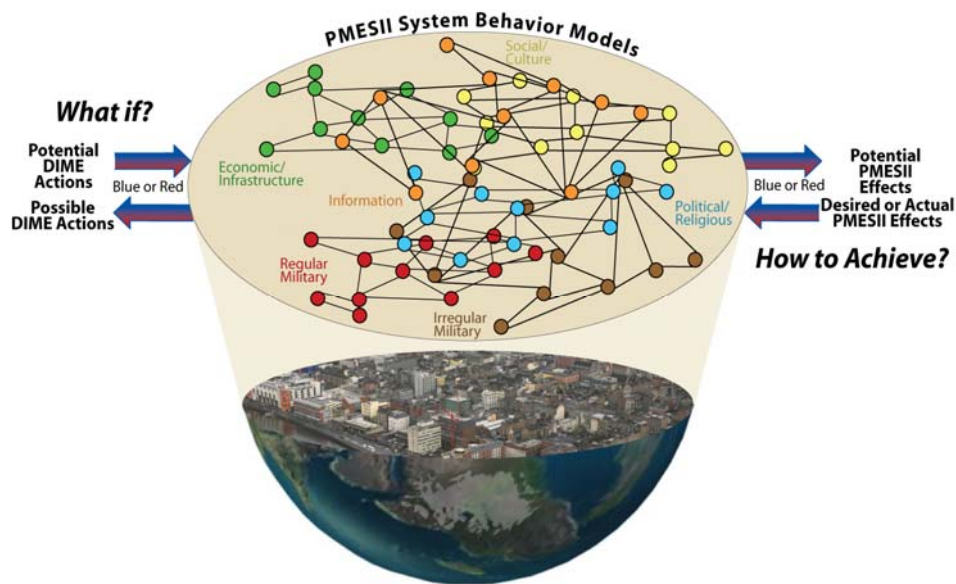 PMESII System Behavior Models
Social/
Culture
What if?
Potential
DIME
Actions
Blue or Red
Possible
DIME Actions
Economic/
Infrastructure
Information
Political/
Religious
Regular
Military
Irregular
Military
Potential
PMESII
Effects
Blue or Red
Desired or Actual
PMESII Effects
How to Achieve?